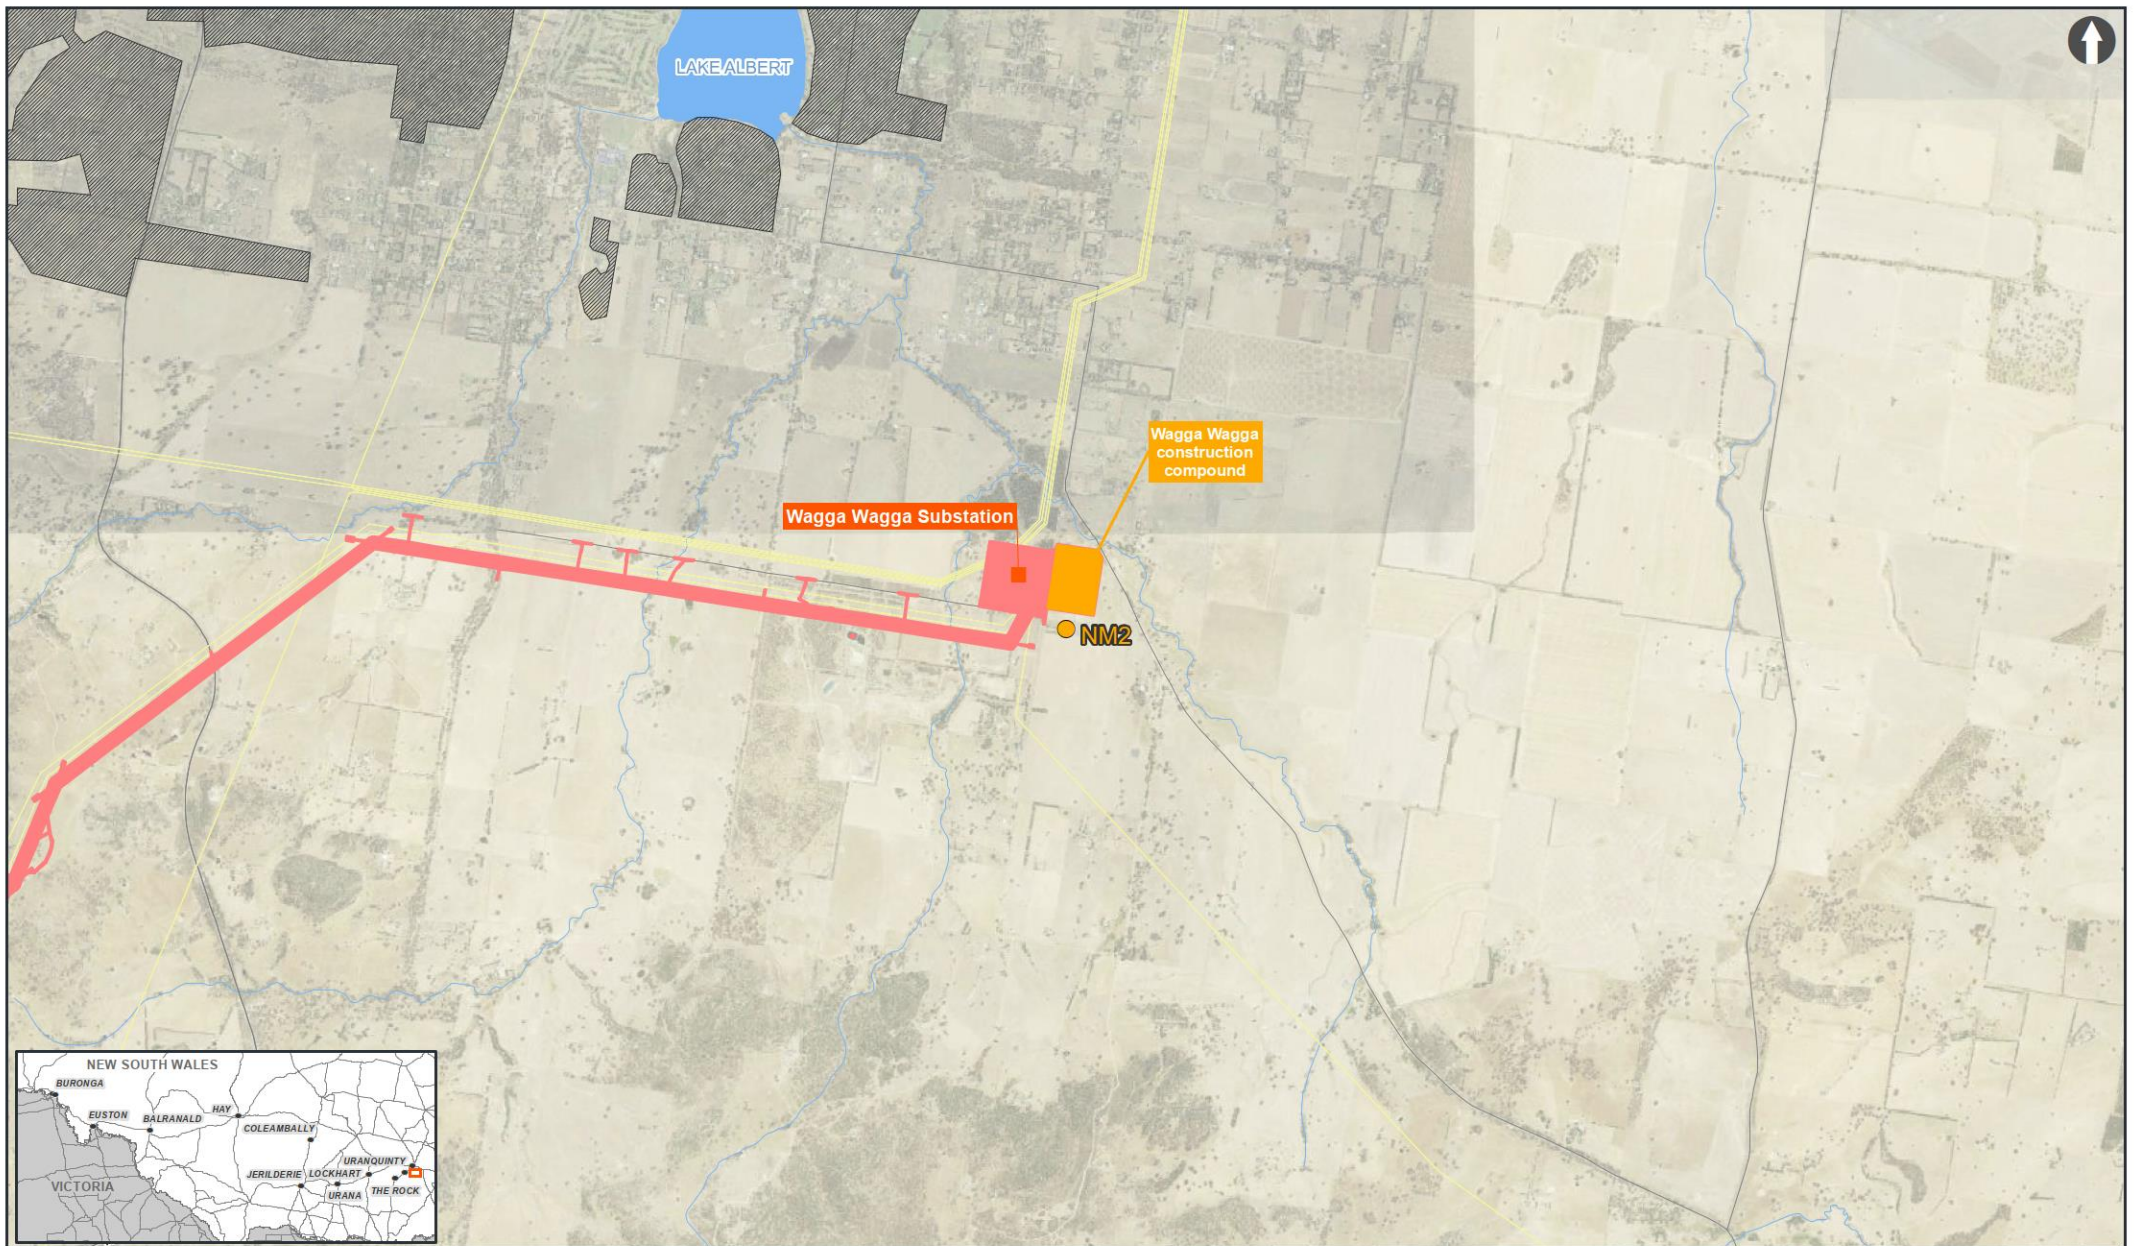 LAKE ALBERT
Wagga Wagga
construction
compound
Wagga Wagga Substation
NM2
NEW SOUTH WALES
BURONGA
EUSTON
BALRANALD
HAY
COLEAMBALLY
URANQUINTY
JERILDERIE
LOCKHART
URANA
THE ROCK
VICTORIA